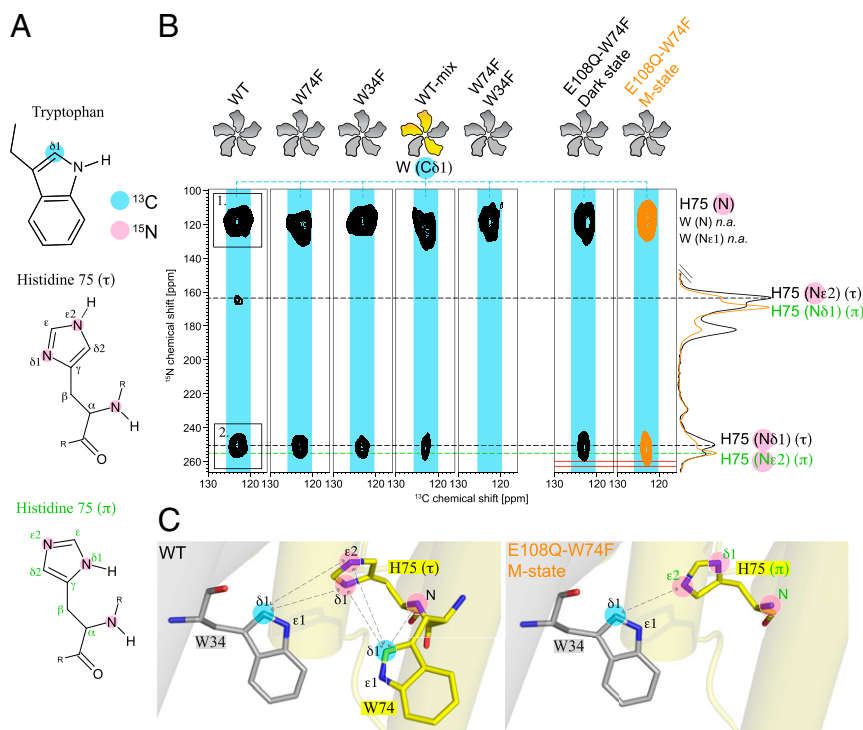 A
B
Tryptophan
δ1
H
N
13C
15N
Histidine 75 (τ)
H
ε2
N
ε
δ2
N
δ1
γ
β
α
R
N
H
R
O
Histidine 75 (π)
ε2
N
ε
δ1
N
H
δ2
γ
β
α
R
N
H
R
O
WT
W74F
W34F
WT-mix
W74F
W34F
E108Q-W74F
Dark state
E108Q-W74F
M-state
W (Cδ1)
15N chemical shift [ppm]
100
120
140
160
180
200
220
240
260
1.
2
130 120 130 120 130 120 130 120 130 120 130 120 130 120
13C chemical shift [ppm]
H75 (N)
W (N) n.a.
W (Nε1) n.a.
H75 (Nε2) (τ)
H75 (Nδ1) (π)
H75 (Nδ1) (τ)
H75 (Nε2) (π)
C
WT
ε2
H75 (τ)
δ1
δ1
N
ε1
W34
δ1
ε1
W74
E108Q-W74F
M-state
δ1
H75 (π)
ε2
N
δ1
ε1
W34